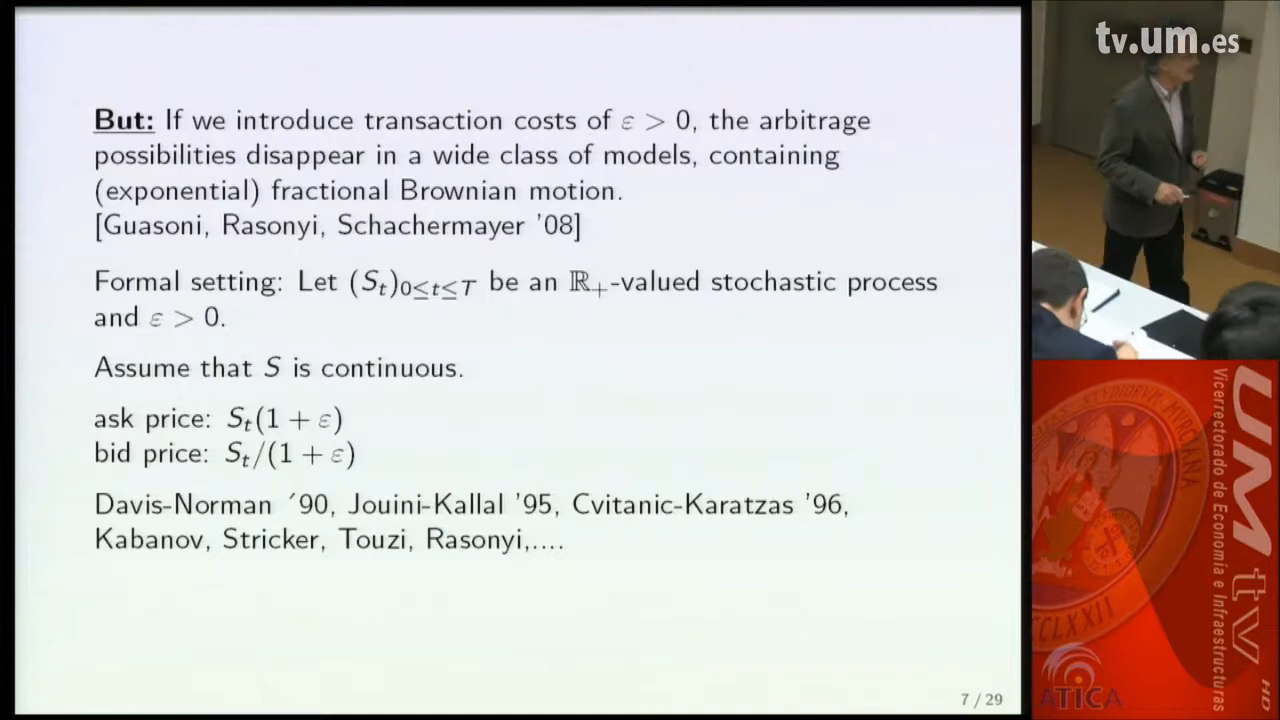 But: If we introduce transaction costs of ε > 0, the arbitrage
possibilities disappear in a wide class of models, containing
(exponential) fractional Brownian motion.
[Guasoni, Rasonyi, Schachermayer '08]
Formal setting: Let (S_t)_{0≤t≤T} be an ℝ₊-valued stochastic process
and ε > 0.
Assume that S is continuous.
ask price: S_t(1 + ε)
bid price: S_t/(1 + ε)
Davis-Norman ´90, Jouini-Kallal '95, Cvitanic-Karatzas '96,
Kabanov, Stricker, Touzi, Rasonyi,....
7 / 29
tv.um.es
Vicerrectorado de Economía e Infraestructuras
UMtv
HD
ATICA